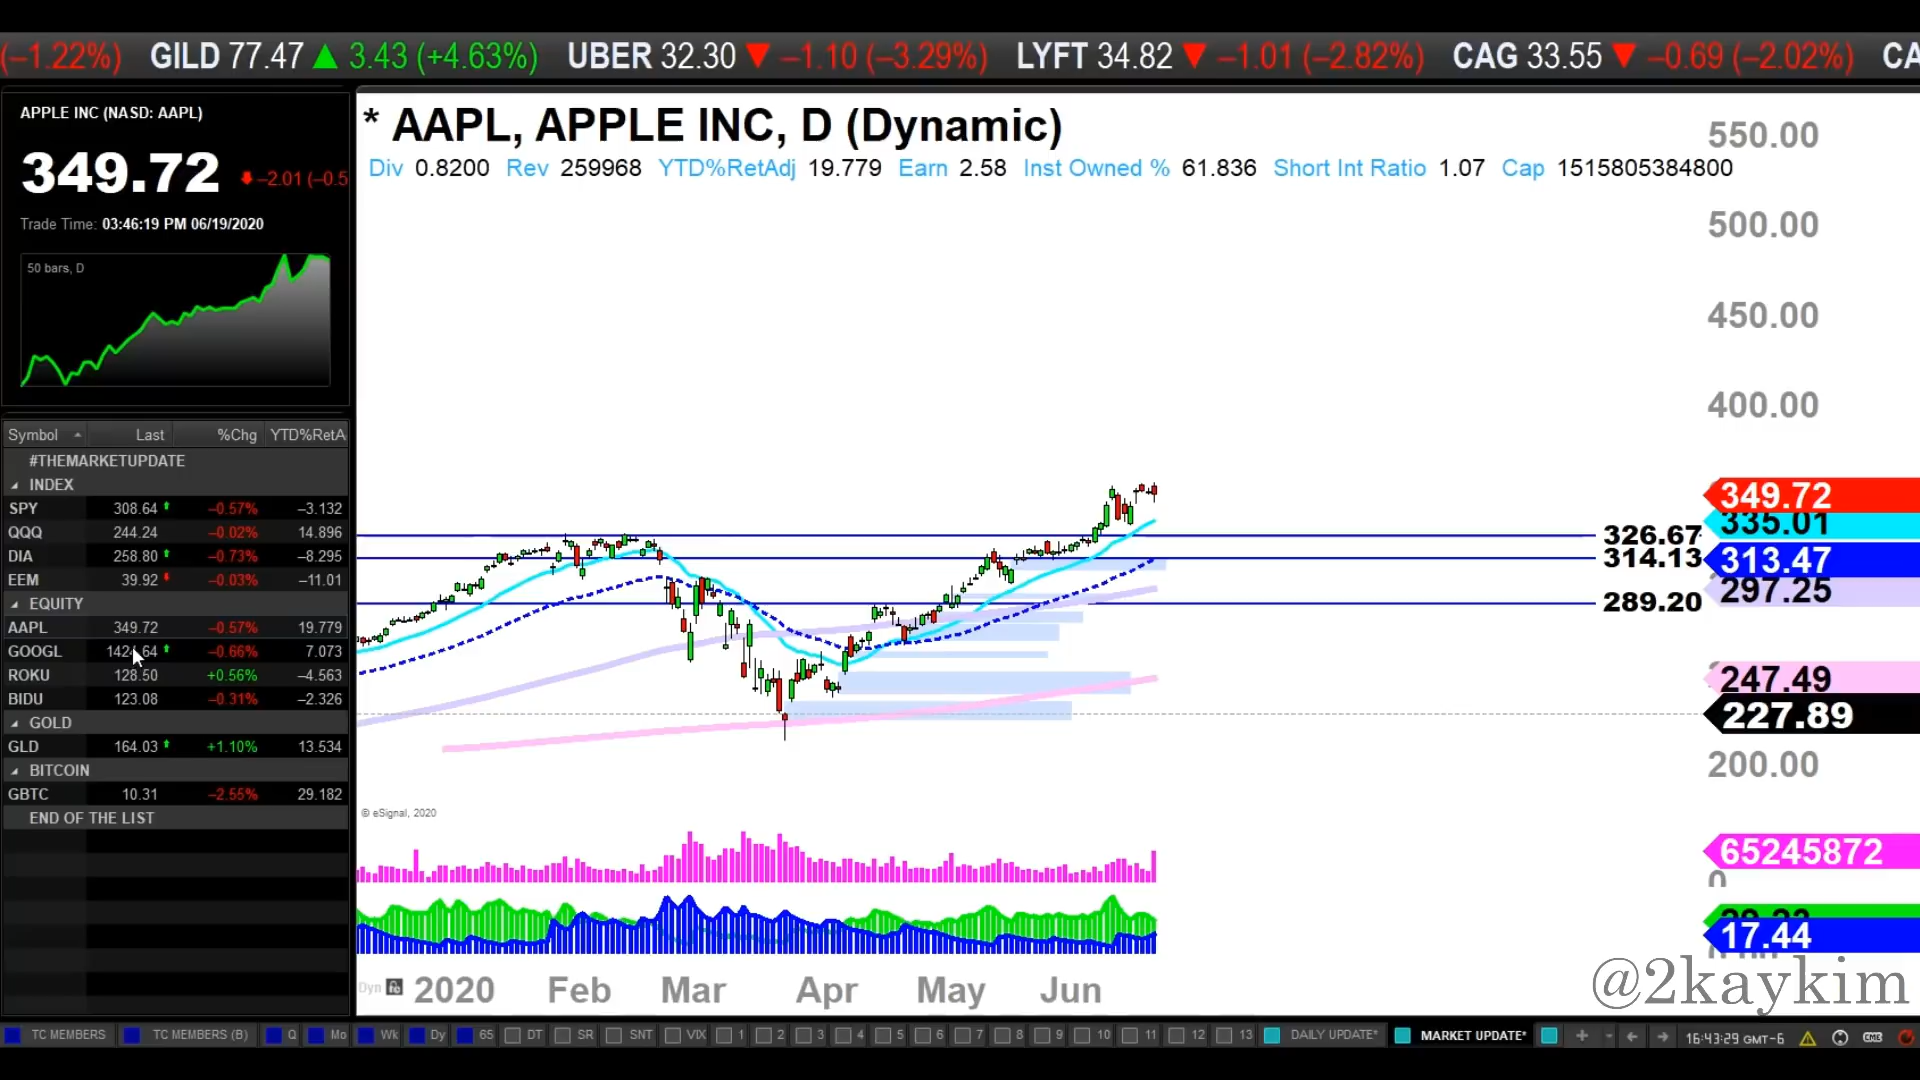 (–1.22%) GILD 77.47 ▲ 3.43 (+4.63%) UBER 32.30 ▼ –1.10 (–3.29%) LYFT 34.82 ▼ –1.01 (–2.82%) CAG 33.55 ▼ –0.69 (–2.02%) CA
APPLE INC (NASD: AAPL)
349.72 –2.01 (–0.5
Trade Time: 03:46:19 PM 06/19/2020
50 bars, D
Symbol Last %Chg YTD%RetA
#THEMARKETUPDATE
INDEX
SPY 308.64 –0.57% –3.132
QQQ 244.24 –0.02% 14.896
DIA 258.80 –0.73% –8.295
EEM 39.92 –0.03% –11.01
EQUITY
AAPL 349.72 –0.57% 19.779
GOOGL 1424.64 –0.66% 7.073
ROKU 128.50 +0.56% –4.563
BIDU 123.08 –0.31% –2.326
GOLD
GLD 164.03 +1.10% 13.534
BITCOIN
GBTC 10.31 –2.55% 29.182
END OF THE LIST
* AAPL, APPLE INC, D (Dynamic)
Div 0.8200 Rev 259968 YTD%RetAdj 19.779 Earn 2.58 Inst Owned % 61.836 Short Int Ratio 1.07 Cap 1515805384800
550.00
500.00
450.00
400.00
349.72
335.01
326.67
314.13 313.47
297.25
289.20
247.49
227.89
200.00
© eSignal, 2020
65245872
0
17.44
Dyn 2020 Feb Mar Apr May Jun
@2kaykim
TC MEMBERS TC MEMBERS (B) Q Mo Wk Dy 65 DT SR SNT VIX 1 2 3 4 5 6 7 8 9 10 11 12 13 DAILY UPDATE* MARKET UPDATE* 16:43:29 GMT-6